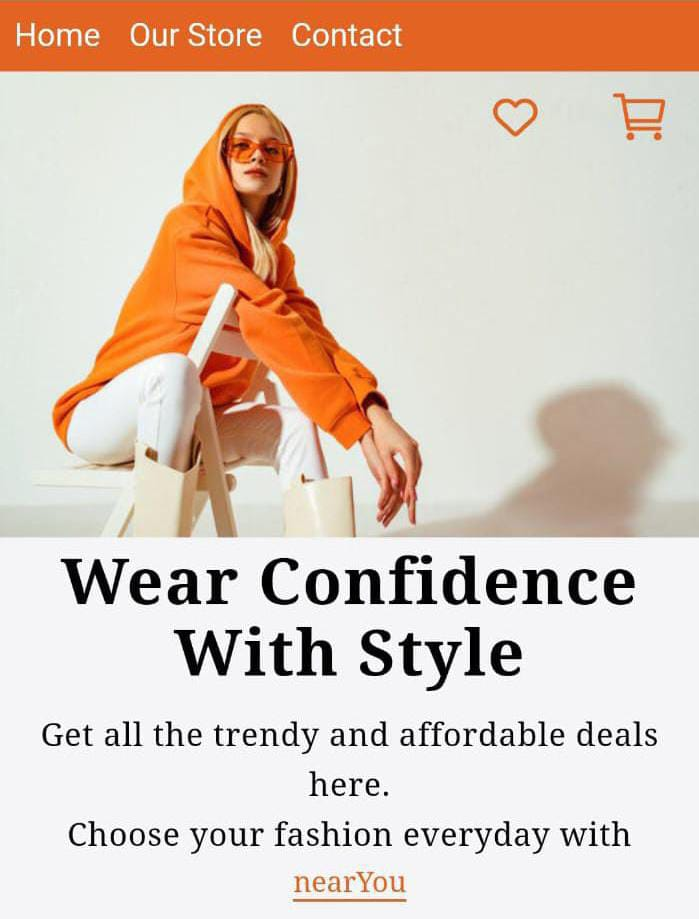 Home Our Store Contact
Wear Confidence
With Style
Get all the trendy and affordable deals
here.
Choose your fashion everyday with
nearYou